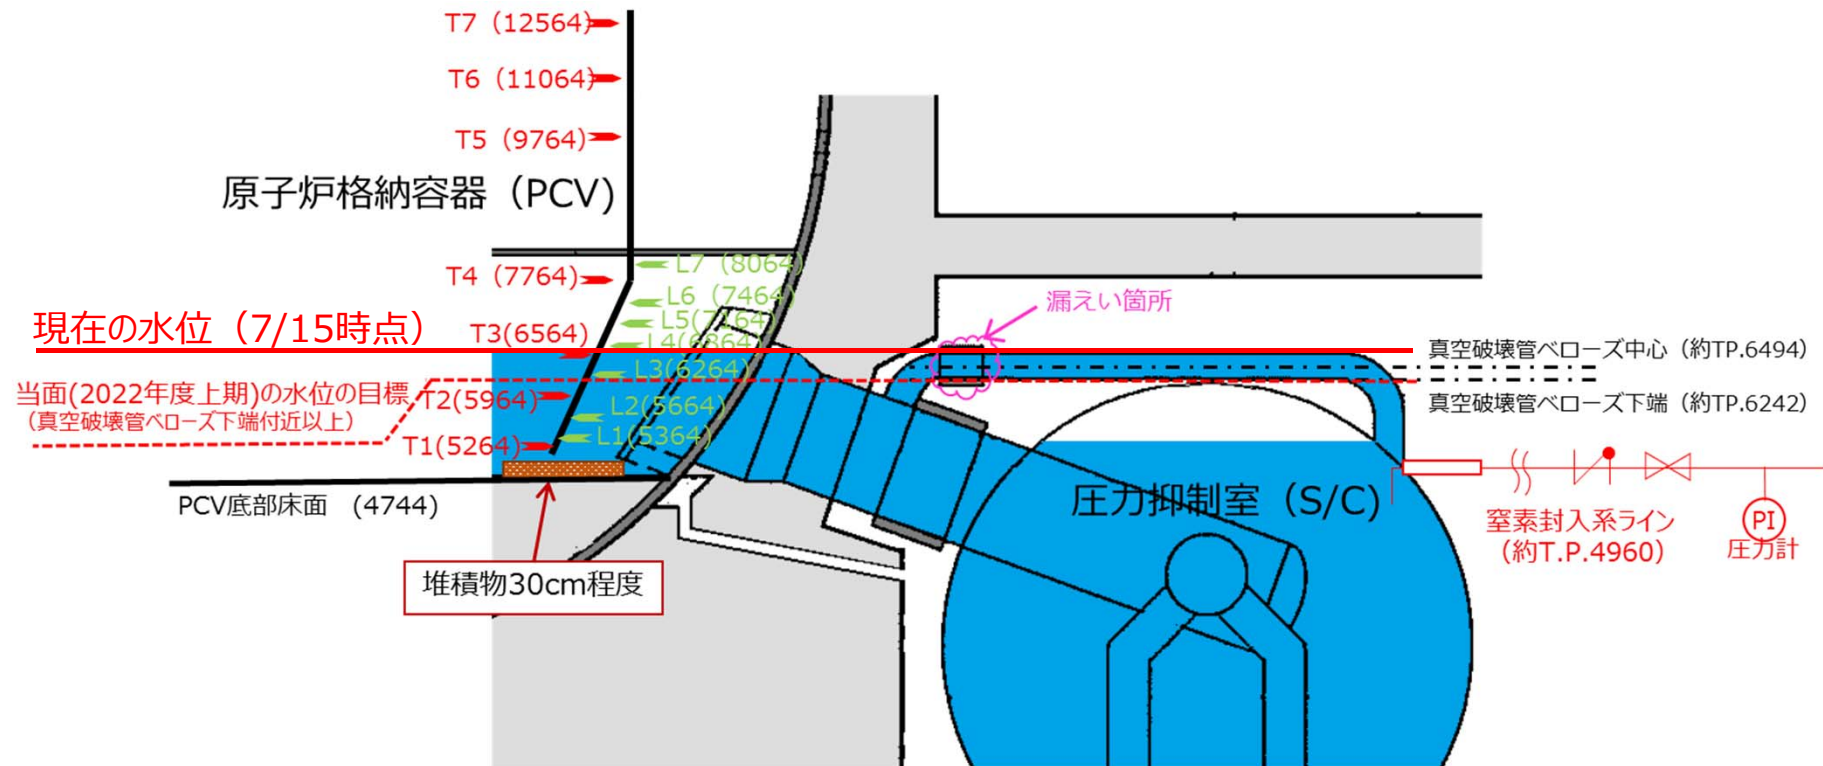 T7（12564）
T6（11064）
T5（9764）
原子炉格納容器（PCV）
T4（7764）
L7（8064）
L6（7464）
L5(7164)
L4(6864)
L3(6264)
L2(5664)
L1(5364)
現在の水位（7/15時点）
T3(6564)
当面(2022年度上期)の水位の目標
（真空破壊管ベローズ下端付近以上）
T2(5964)
T1(5264)
PCV底部床面　(4744)
堆積物30cm程度
漏えい箇所
真空破壊管ベローズ中心（約TP.6494）
真空破壊管ベローズ下端（約TP.6242）
圧力抑制室（S/C）
窒素封入系ライン
（約T.P.4960）
PI
圧力計